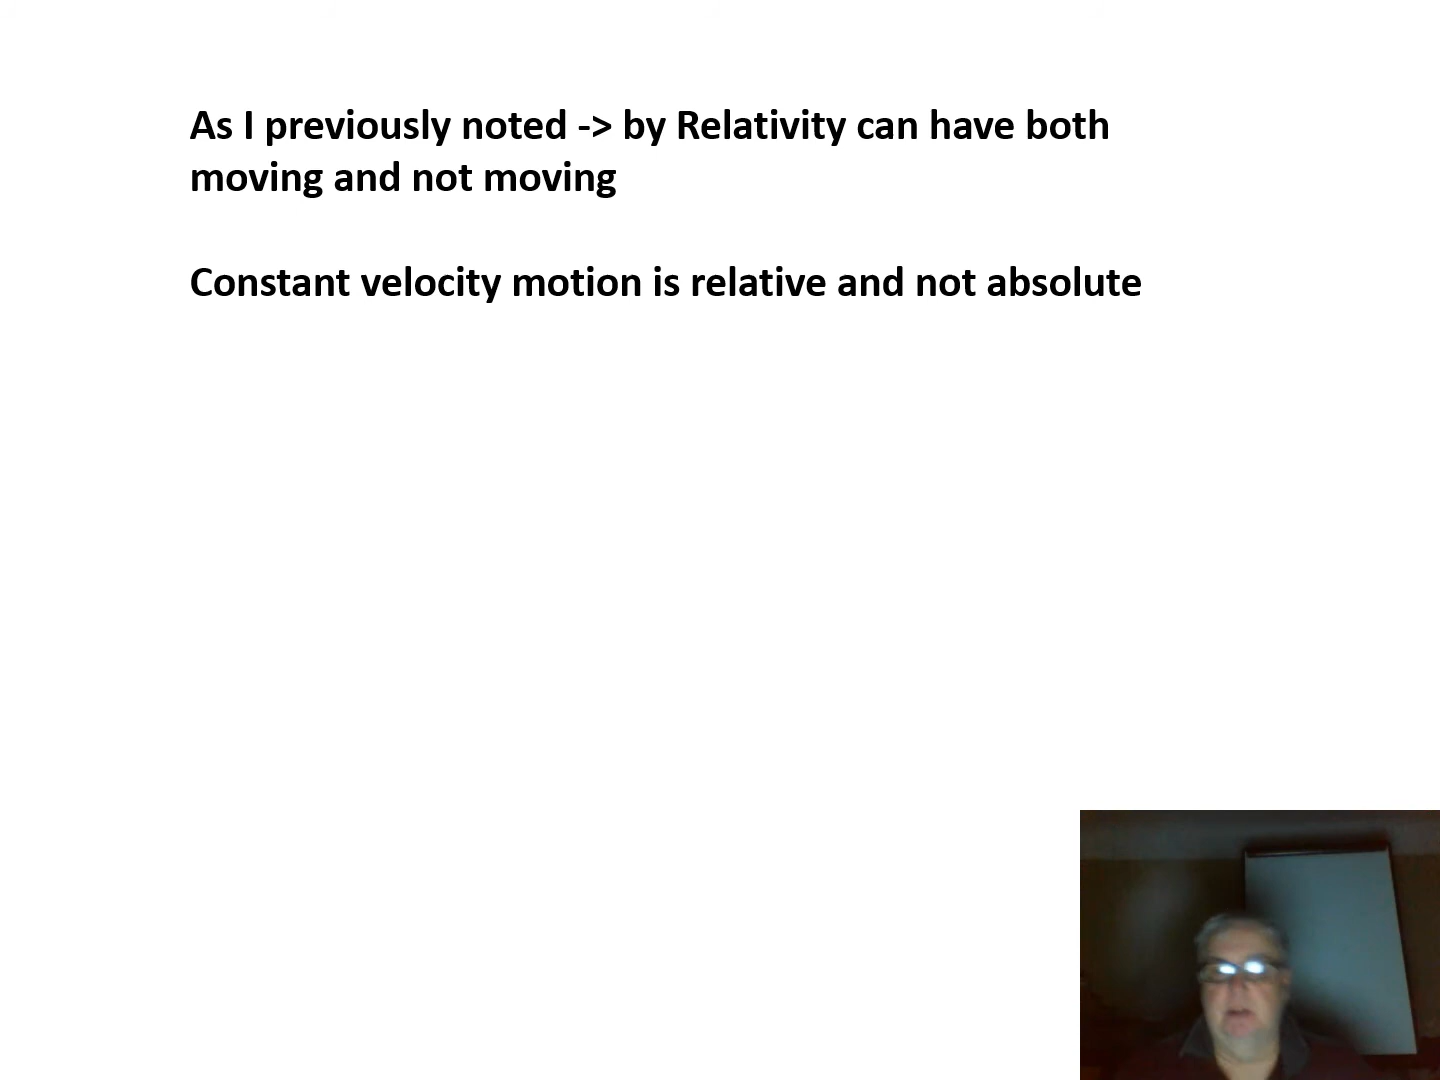 As I previously noted -> by Relativity can have both
moving and not moving
Constant velocity motion is relative and not absolute